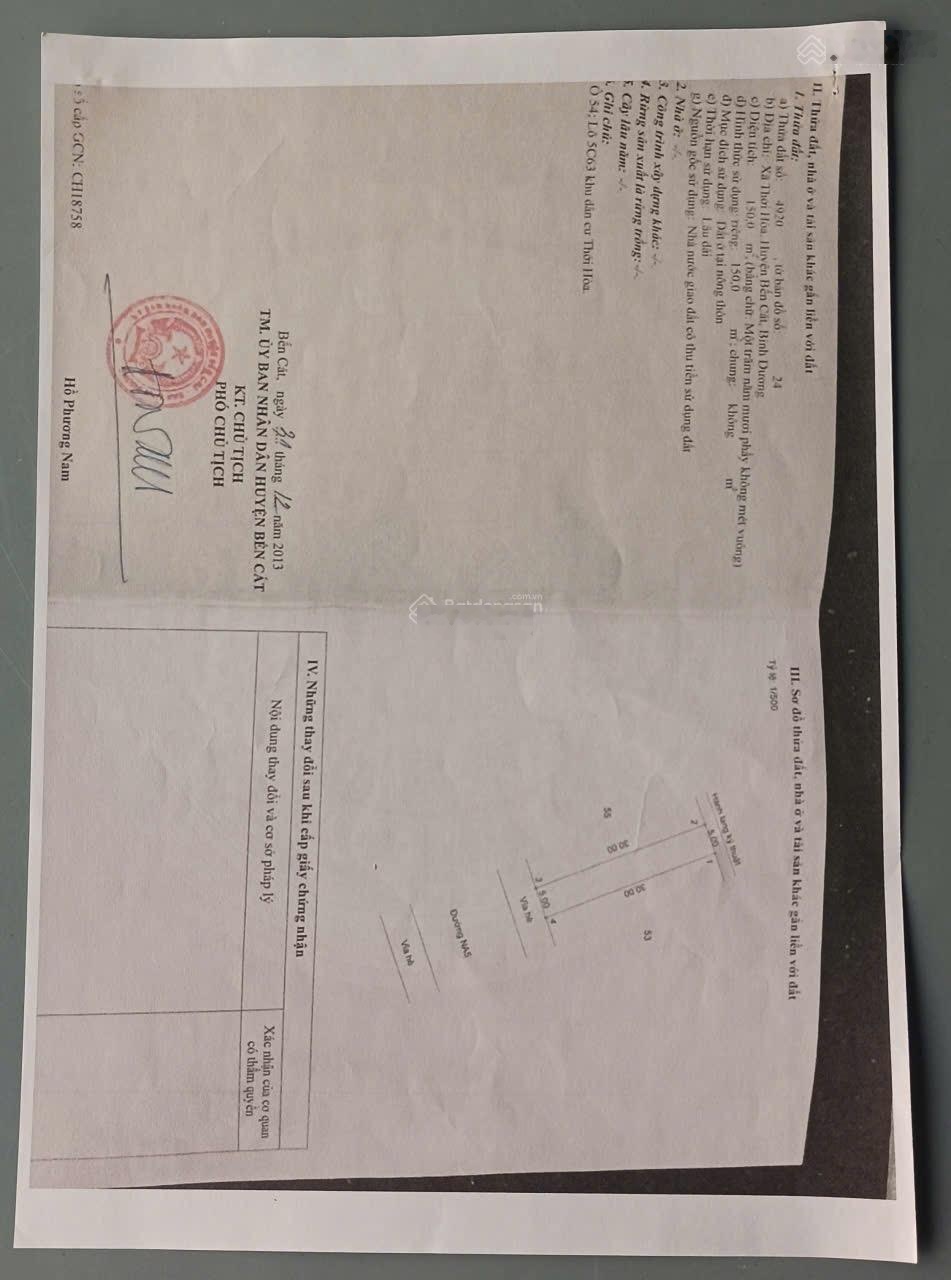 II. Thửa đất, nhà ở và tài sản khác gắn liền với đất
1. Thửa đất:
a) Thửa đất số: 4920 , tờ bản đồ số: 24
b) Địa chỉ: Xã Thới Hòa, Huyện Bến Cát, Bình Dương
c) Diện tích: 150,0 m², (bằng chữ: Một trăm năm mươi phẩy không mét vuông)
d) Hình thức sử dụng: riêng: 150,0 m²; chung: không m²
đ) Mục đích sử dụng: Đất ở tại nông thôn
e) Thời hạn sử dụng: Lâu dài
g) Nguồn gốc sử dụng: Nhà nước giao đất có thu tiền sử dụng đất
2. Nhà ở: -/-
3. Công trình xây dựng khác: -/-
4. Rừng sản xuất là rừng trồng: -/-
5. Cây lâu năm: -/-
6. Ghi chú:
Ô 54; Lô 5C63 khu dân cư Thới Hòa.
Bến Cát, ngày 31 tháng 12 năm 2013
TM. ỦY BAN NHÂN DÂN HUYỆN BẾN CÁT
KT. CHỦ TỊCH
PHÓ CHỦ TỊCH
Hồ Phương Nam
số cấp GCN: CH18758
III. Sơ đồ thửa đất, nhà ở và tài sản khác gắn liền với đất
Tỷ lệ: 1/500
Hành lang kỹ thuật
2 5.00 1
55
30.00
30.00
53
3 5.00 4
Vỉa hè
Đường NA5
Vỉa hè
IV. Những thay đổi sau khi cấp giấy chứng nhận
Nội dung thay đổi và cơ sở pháp lý
Xác nhận của cơ quan
có thẩm quyền
Batdongsan
.com.vn